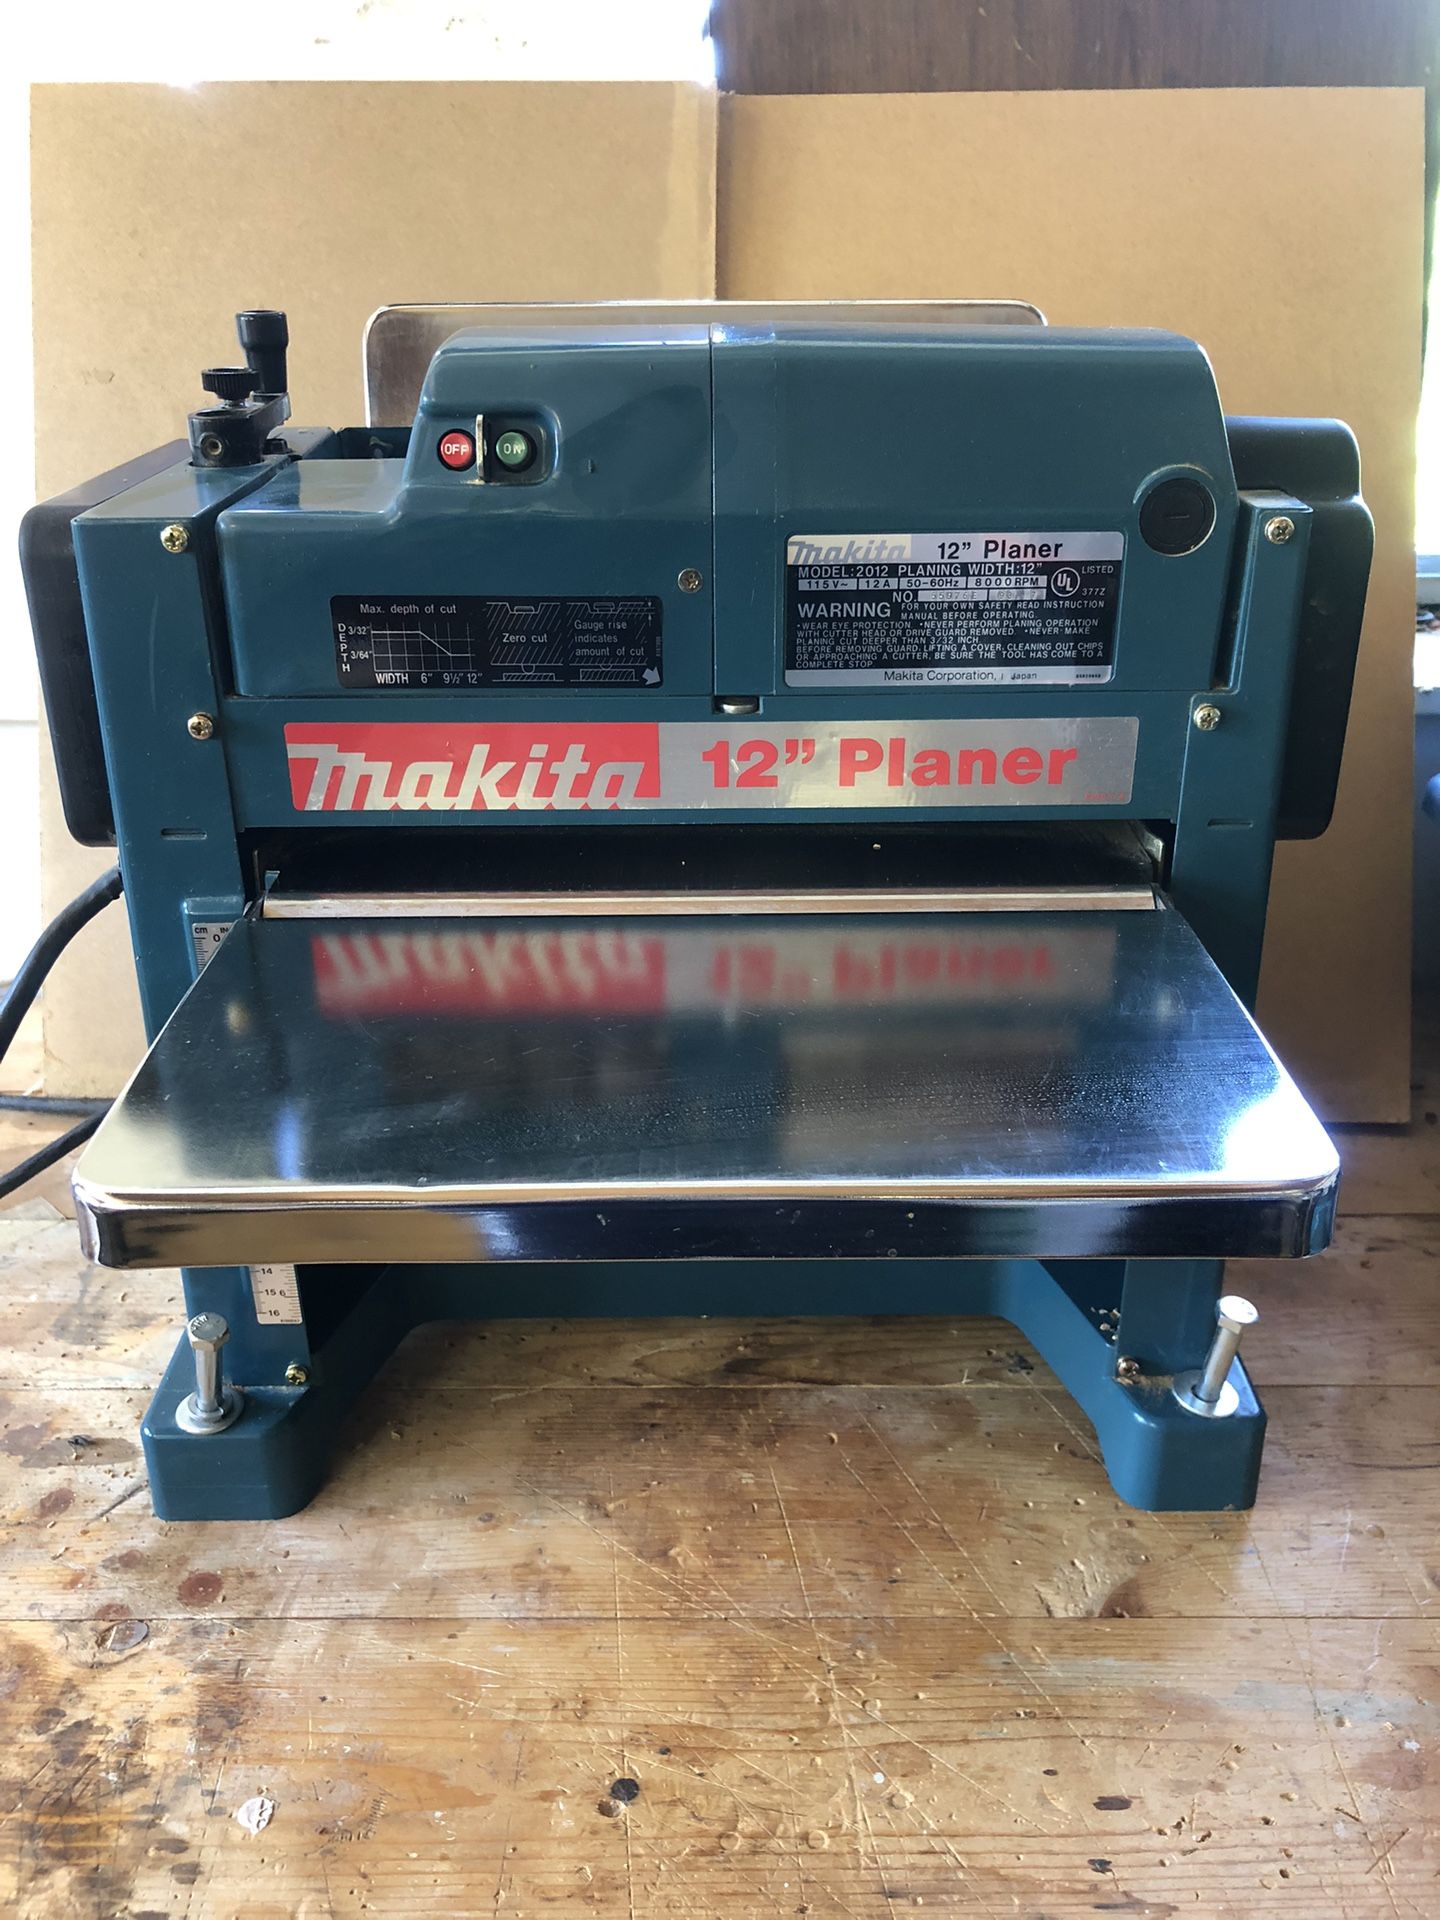 OFF
ON
Max. depth of cut
DEPTH
3/32"
3/64"
WIDTH 6" 9½" 12"
Zero cut
Gauge rise
indicates
amount of cut
makita 12" Planer
MODEL:2012 PLANING WIDTH:12"
115V~ 12A 50-60Hz 8000RPM
NO.
UL LISTED
377Z
WARNING FOR YOUR OWN SAFETY READ INSTRUCTION
MANUAL BEFORE OPERATING.
•WEAR EYE PROTECTION. •NEVER PERFORM PLANING OPERATION
WITH CUTTER HEAD OR DRIVE GUARD REMOVED. •NEVER MAKE
PLANING CUT DEEPER THAN 3/32 INCH.
BEFORE REMOVING GUARD, LIFTING A COVER, CLEANING OUT CHIPS
OR APPROACHING A CUTTER, BE SURE THE TOOL HAS COME TO A
COMPLETE STOP.
Makita Corporation, Japan
makita 12" Planer
cm IN
0
14
15 6
16